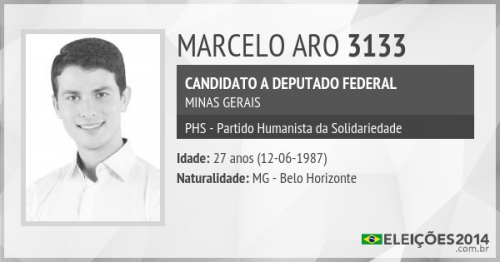 MARCELO ARO 3133
CANDIDATO A DEPUTADO FEDERAL
MINAS GERAIS
PHS - Partido Humanista da Solidariedade
Idade: 27 anos (12-06-1987)
Naturalidade: MG - Belo Horizonte
ELEIÇÕES2014
.com.br